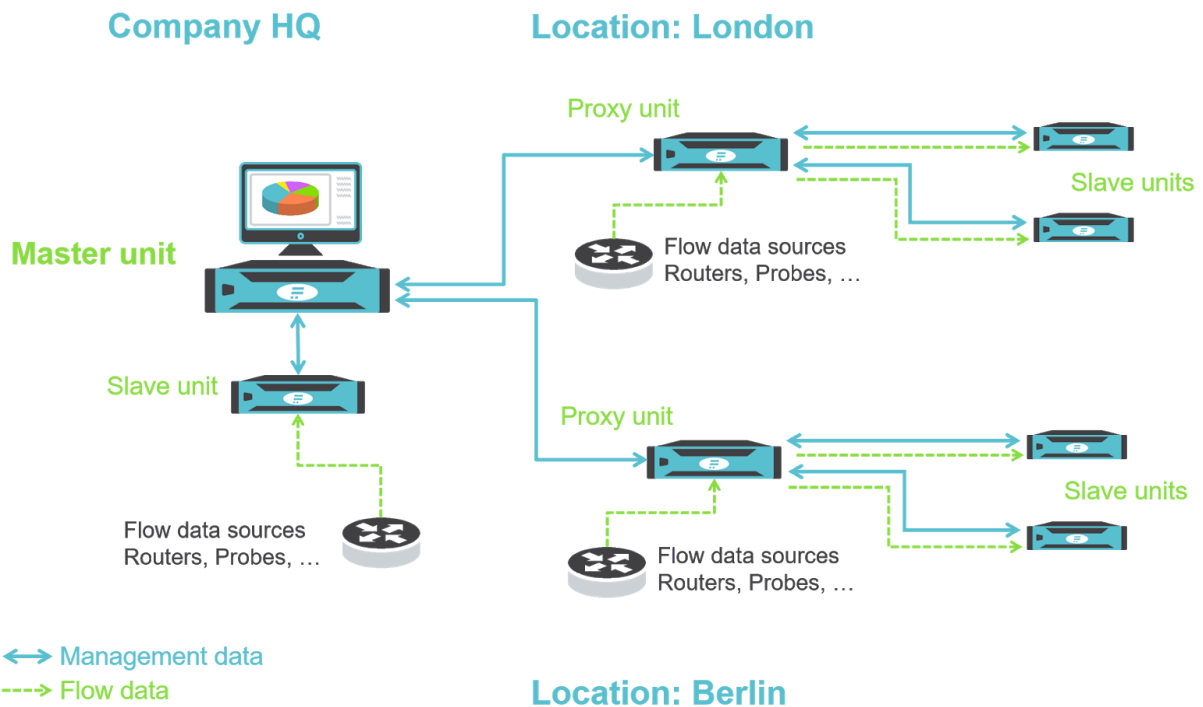 Company HQ
Location: London
Proxy unit
Slave units
Master unit
Flow data sources
Routers, Probes, …
Slave unit
Proxy unit
Slave units
Flow data sources
Routers, Probes, …
Flow data sources
Routers, Probes, …
Management data
Flow data
Location: Berlin